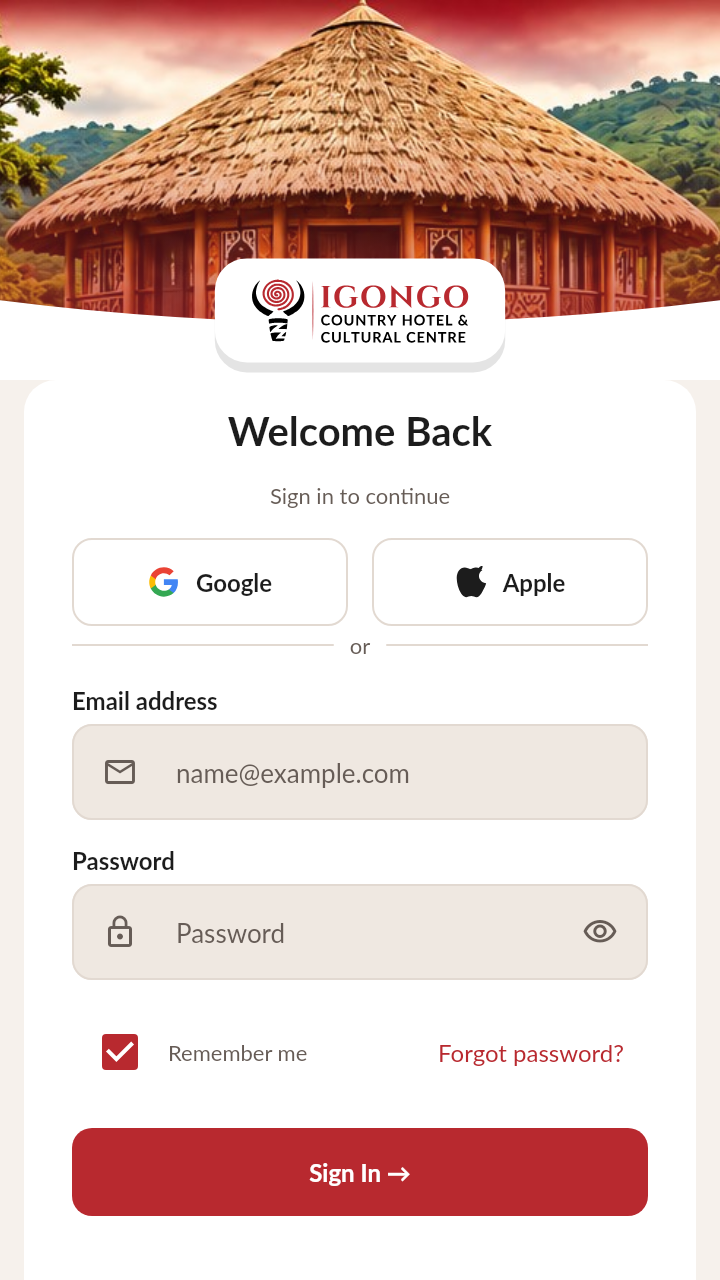 IGONGO
COUNTRY HOTEL &
CULTURAL CENTRE
Welcome Back
Sign in to continue
Google
Apple
or
Email address
name@example.com
Password
Password
Remember me
Forgot password?
Sign In →